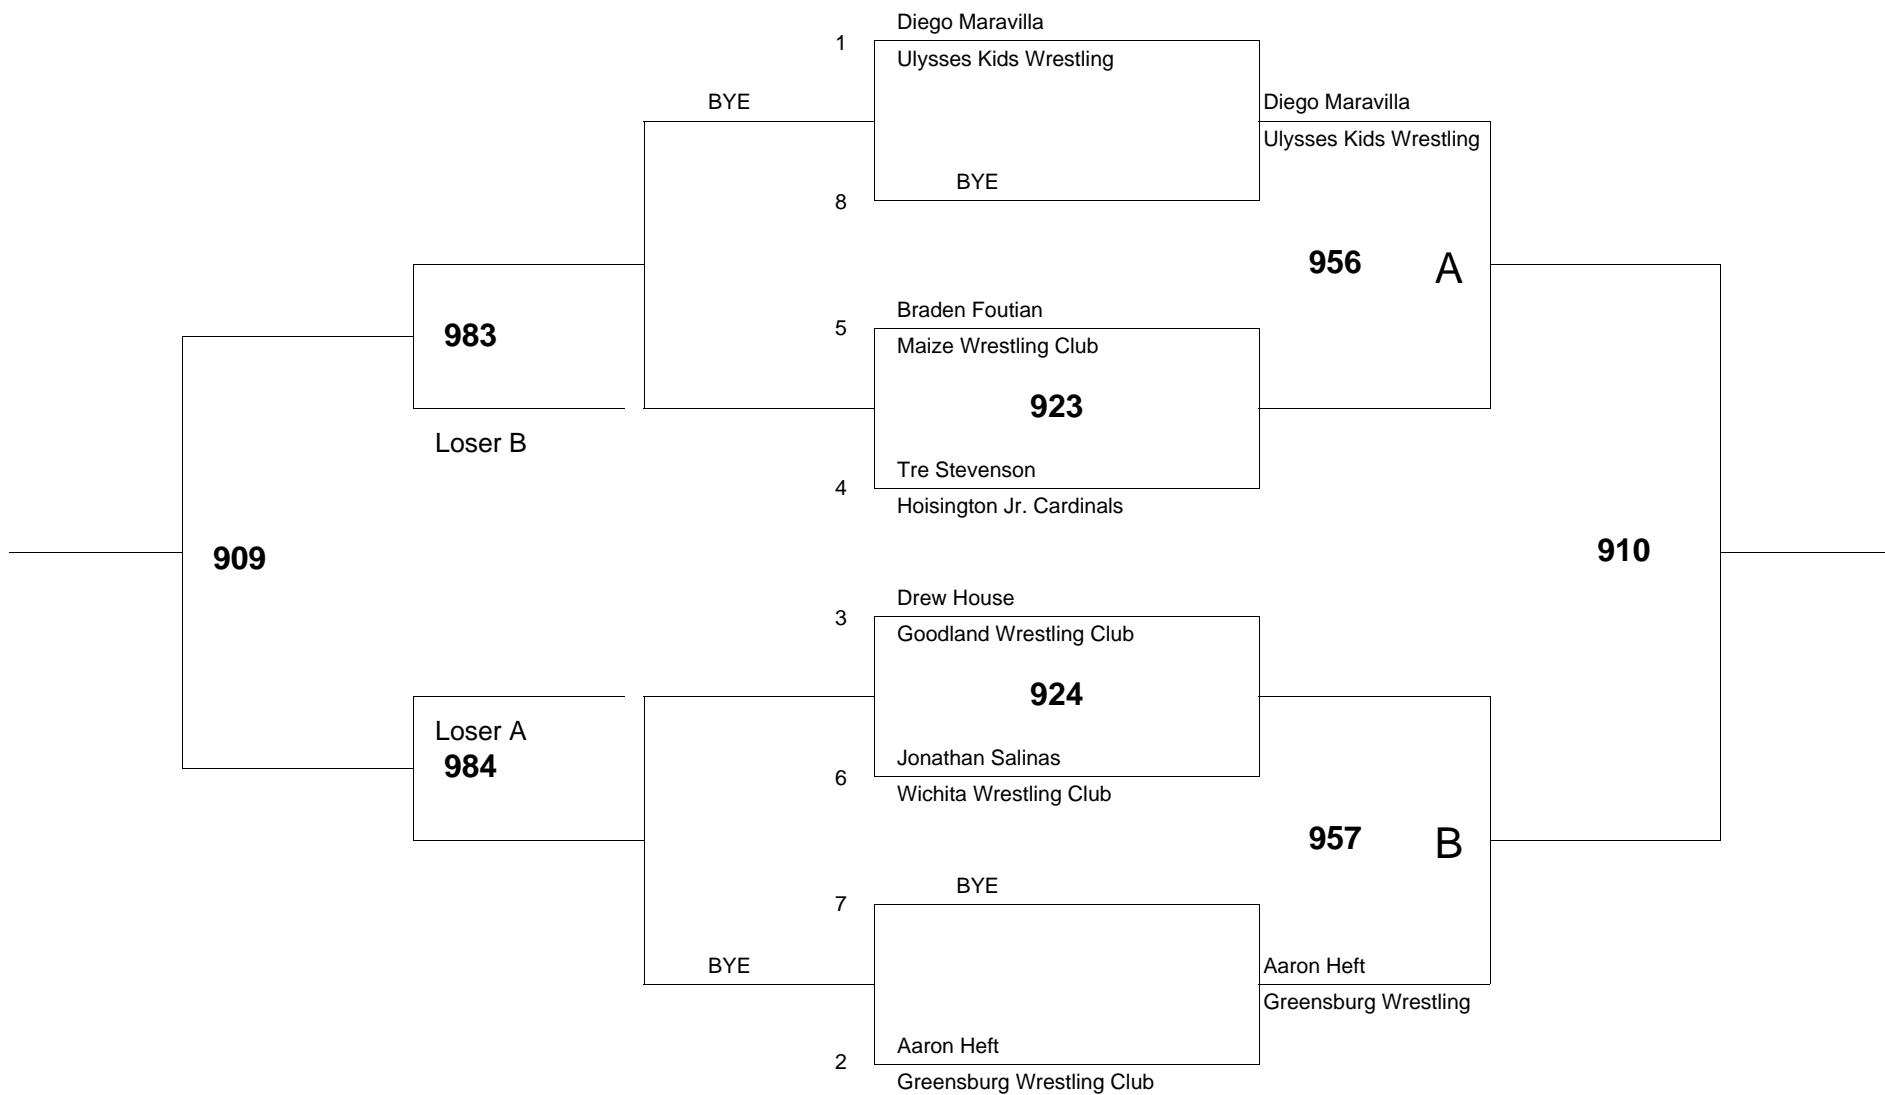 Diego Maravilla
1
Ulysses Kids Wrestling
BYE
Diego Maravilla
Ulysses Kids Wrestling
BYE
8
956
A
Braden Foutian
5
983
Maize Wrestling Club
923
Loser B
Tre Stevenson
4
Hoisington Jr. Cardinals
909
910
Drew House
3
Goodland Wrestling Club
924
Loser A
984
Jonathan Salinas
6
Wichita Wrestling Club
957
B
BYE
7
BYE
Aaron Heft
Greensburg Wrestling
Aaron Heft
2
Greensburg Wrestling Club